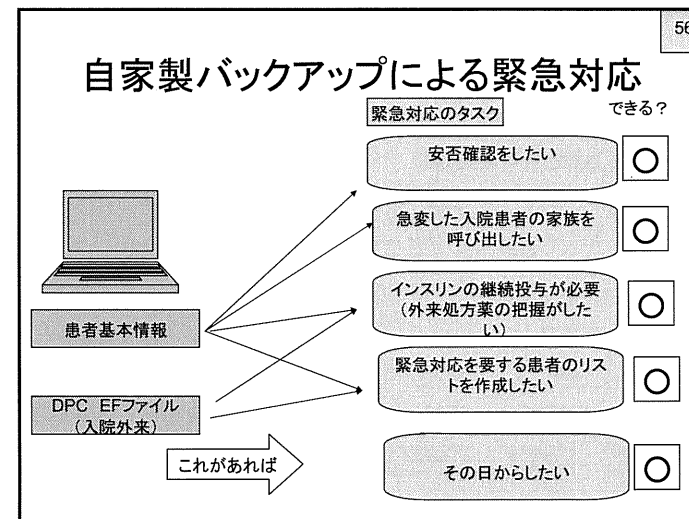 56
自家製バックアップによる緊急対応
緊急対応のタスク
できる？
安否確認をしたい
〇
急変した入院患者の家族を
呼び出したい
〇
インスリンの継続投与が必要
（外来処方薬の把握がした
い）
〇
緊急対応を要する患者のリス
トを作成したい
〇
患者基本情報
DPC EFファイル
（入院外来）
これがあれば
その日からしたい
〇